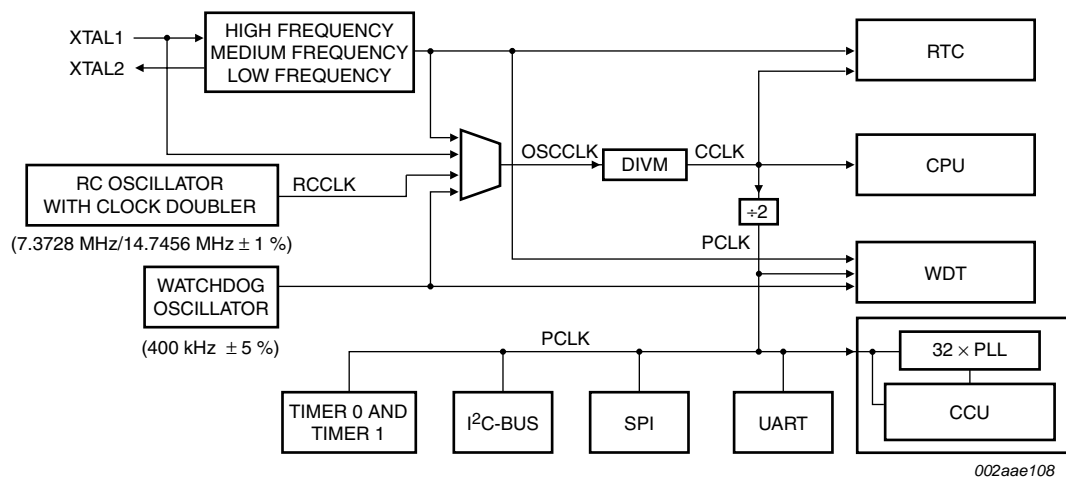 XTAL1
XTAL2
HIGH FREQUENCY
MEDIUM FREQUENCY
LOW FREQUENCY
RTC
OSCCLK
DIVM
CCLK
CPU
RC OSCILLATOR
WITH CLOCK DOUBLER
RCCLK
(7.3728 MHz/14.7456 MHz ± 1 %)
÷2
PCLK
WDT
WATCHDOG
OSCILLATOR
(400 kHz ± 5 %)
PCLK
32 × PLL
CCU
TIMER 0 AND
TIMER 1
I²C-BUS
SPI
UART
002aae108